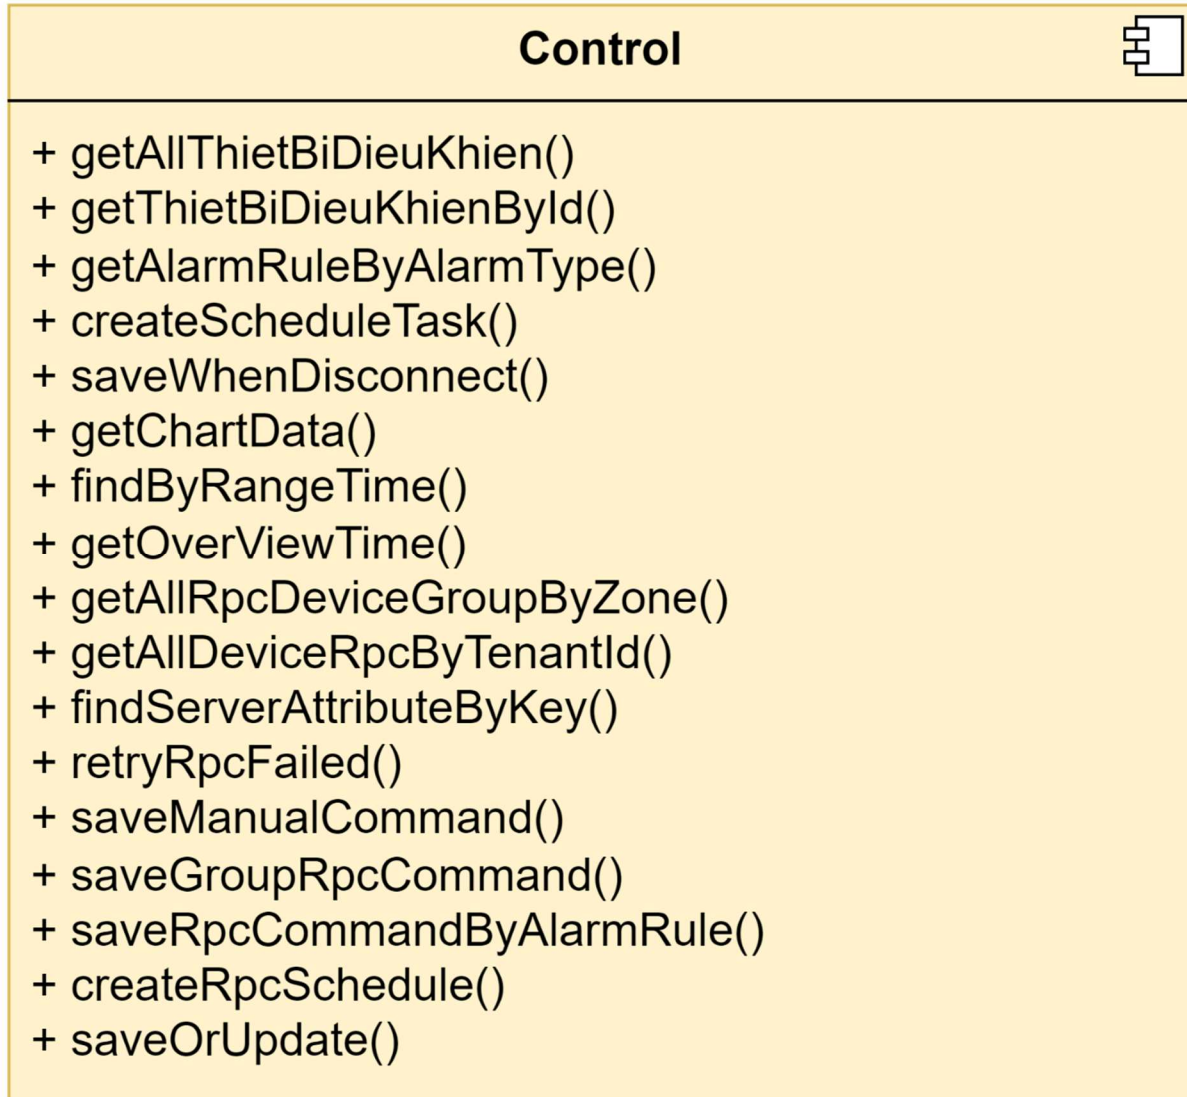 Control
+ getAllThietBiDieuKhien()
+ getThietBiDieuKhienById()
+ getAlarmRuleByAlarmType()
+ createScheduleTask()
+ saveWhenDisconnect()
+ getChartData()
+ findByRangeTime()
+ getOverViewTime()
+ getAllRpcDeviceGroupByZone()
+ getAllDeviceRpcByTenantId()
+ findServerAttributeByKey()
+ retryRpcFailed()
+ saveManualCommand()
+ saveGroupRpcCommand()
+ saveRpcCommandByAlarmRule()
+ createRpcSchedule()
+ saveOrUpdate()